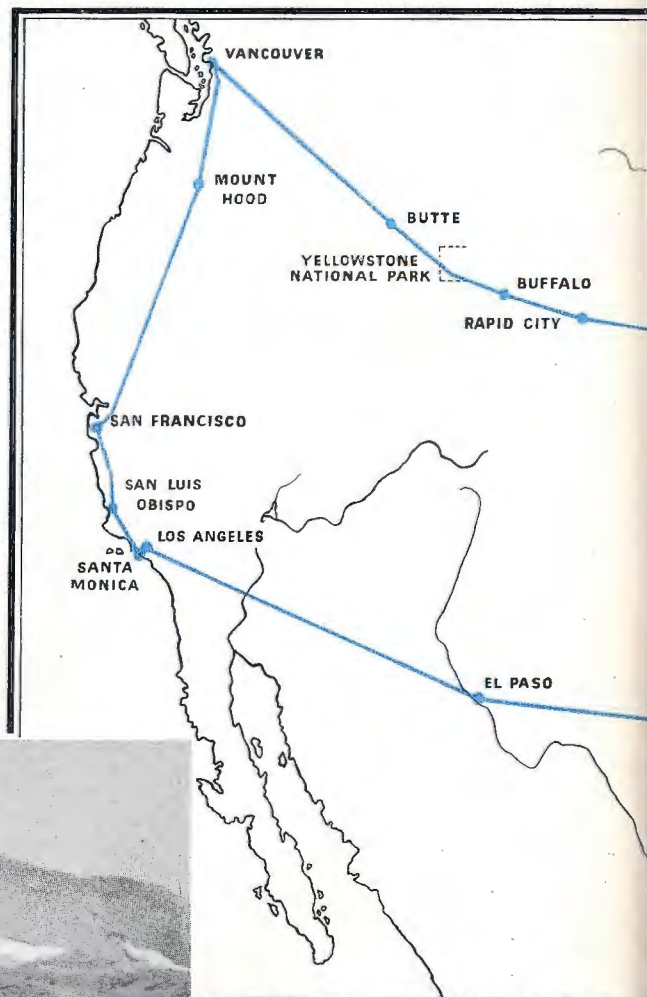 VANCOUVER
MOUNT
HOOD
BUTTE
YELLOWSTONE
NATIONAL PARK
BUFFALO
RAPID CITY
SAN FRANCISCO
SAN LUIS
OBISPO
LOS ANGELES
SANTA
MONICA
EL PASO